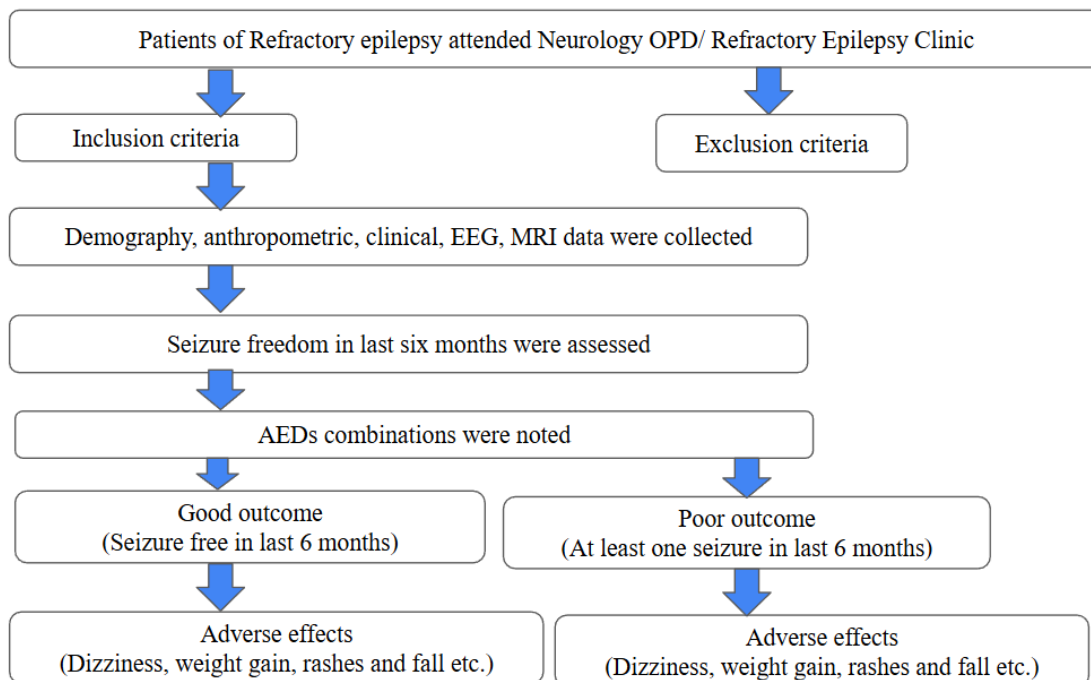 Patients of Refractory epilepsy attended Neurology OPD/ Refractory Epilepsy Clinic
Inclusion criteria
Exclusion criteria
Demography, anthropometric, clinical, EEG, MRI data were collected
Seizure freedom in last six months were assessed
AEDs combinations were noted
Good outcome
(Seizure free in last 6 months)
Poor outcome
(At least one seizure in last 6 months)
Adverse effects
(Dizziness, weight gain, rashes and fall etc.)
Adverse effects
(Dizziness, weight gain, rashes and fall etc.)